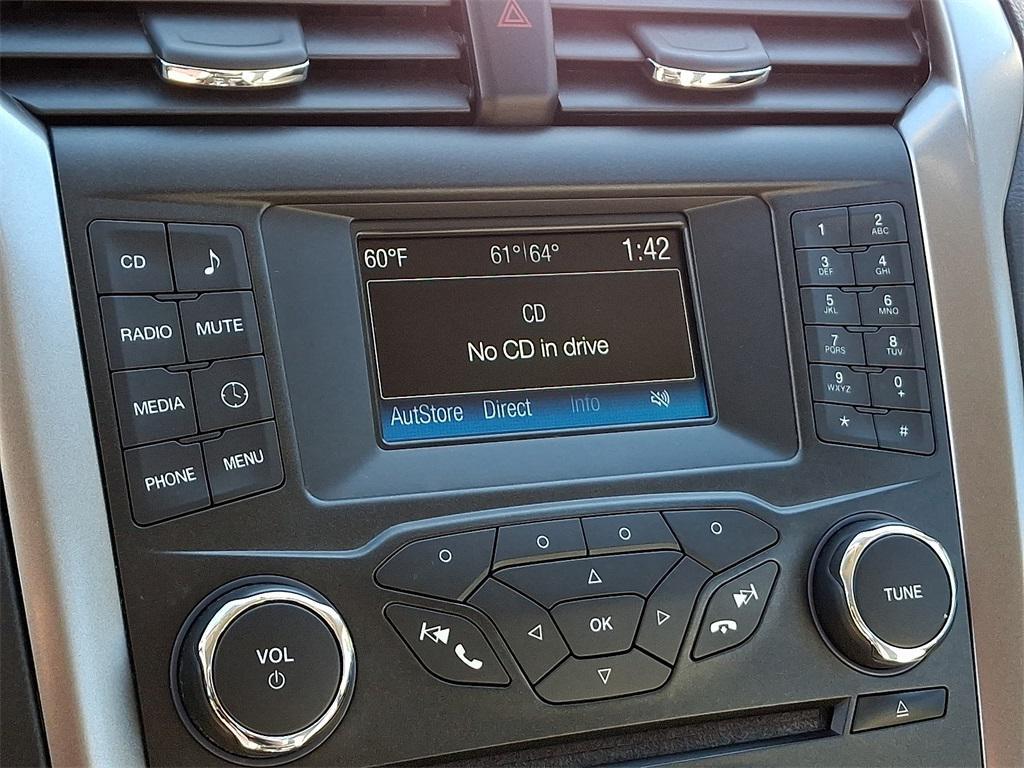 60°F 61°|64° 1:42
CD
No CD in drive
AutStore Direct Info
CD
RADIO MUTE
MEDIA
PHONE MENU
1 2 ABC
3 DEF 4 GHI
5 JKL 6 MNO
7 PQRS 8 TUV
9 WXYZ 0 +
* #
OK
VOL
TUNE